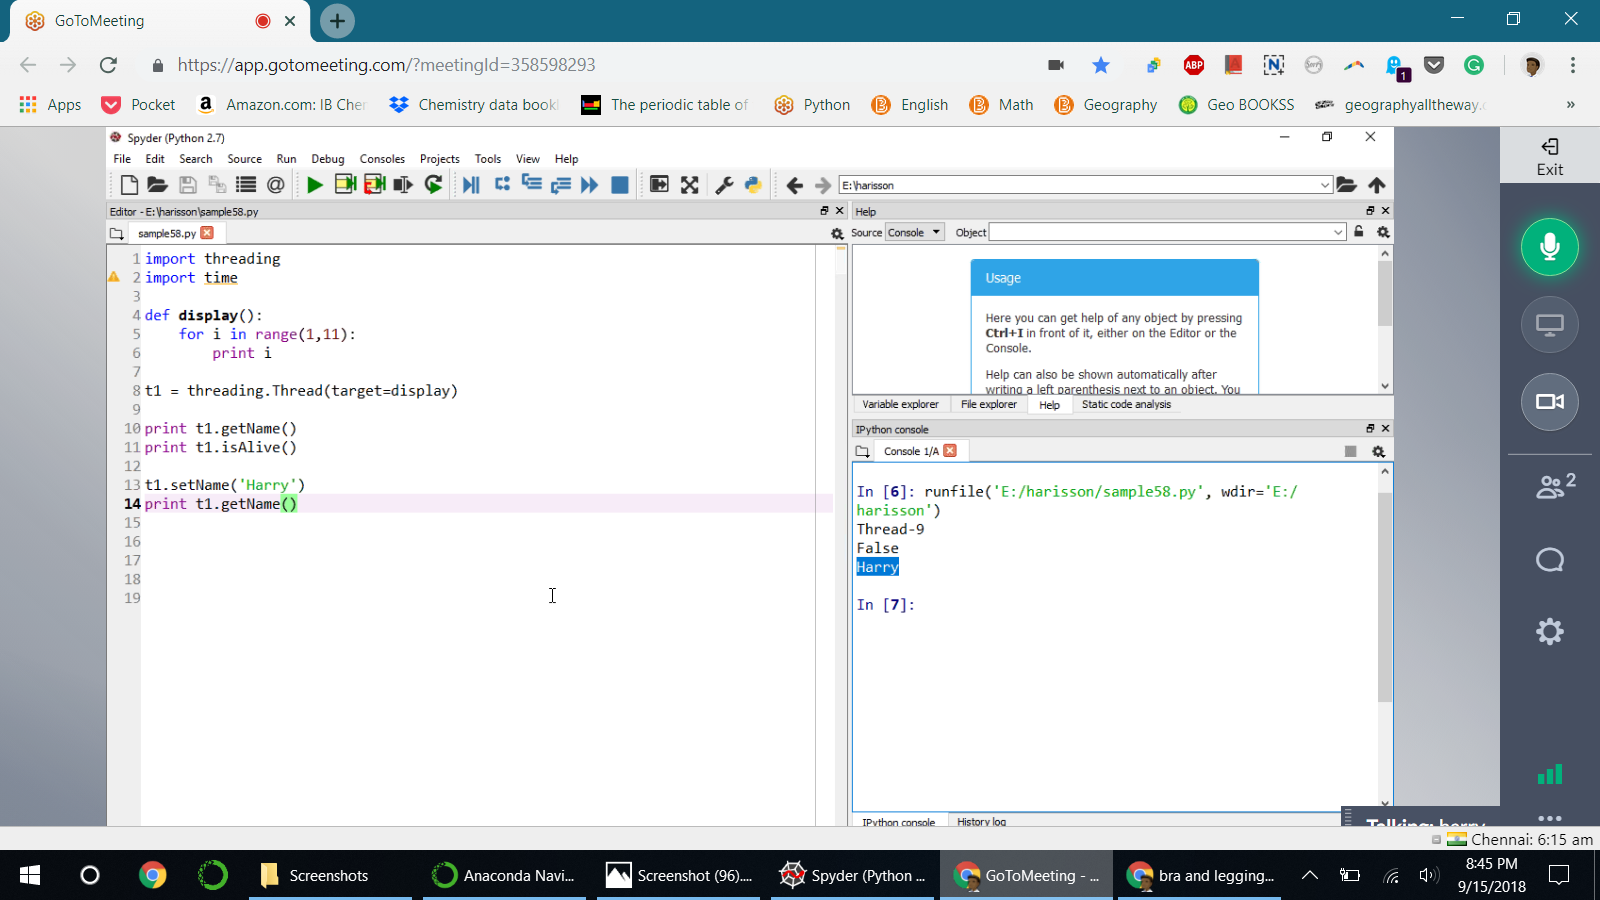 GoToMeeting
https://app.gotomeeting.com/?meetingId=358598293
ABP
N
1
Apps
Pocket
Amazon.com: IB Cher
Chemistry data book
The periodic table of
Python
English
Math
Geography
Geo BOOKSS
geographyalltheway.c
»
Spyder (Python 2.7)
File Edit Search Source Run Debug Consoles Projects Tools View Help
E:\harisson
Editor - E:\harisson\sample58.py
Help
sample58.py
Source Console Object
1 import threading
2 import time
3
4 def display():
5 for i in range(1,11):
6 print i
7
8 t1 = threading.Thread(target=display)
9
10 print t1.getName()
11 print t1.isAlive()
12
13 t1.setName('Harry')
14 print t1.getName()
15
16
17
18
19
Usage
Here you can get help of any object by pressing
Ctrl+I in front of it, either on the Editor or the
Console.
Help can also be shown automatically after
writing a left parenthesis next to an object. You
Variable explorer File explorer Help Static code analysis
IPython console
Console 1/A
In [6]: runfile('E:/harisson/sample58.py', wdir='E:/
harisson')
Thread-9
False
Harry
In [7]:
IPython console History log
Exit
2
Talking: harry
Chennai: 6:15 am
Screenshots
Anaconda Navi...
Screenshot (96)....
Spyder (Python ...
GoToMeeting - ...
bra and legging...
8:45 PM
9/15/2018